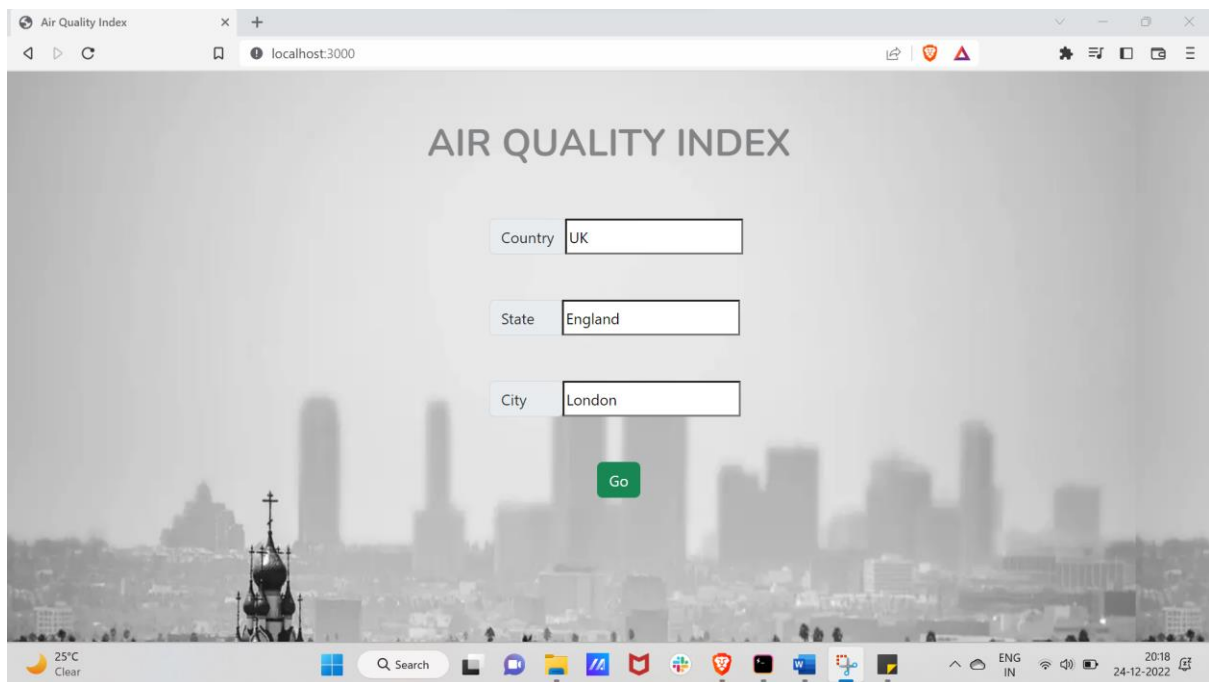 Air Quality Index
localhost:3000
AIR QUALITY INDEX
Country UK
State England
City London
Go
25°C
Clear
Search
ENG
IN
20:18
24-12-2022